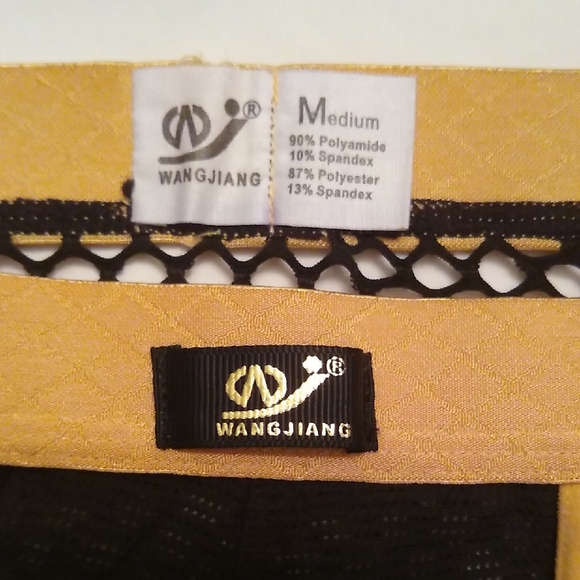 ®
WANGJIANG
Medium
90% Polyamide
10% Spandex
87% Polyester
13% Spandex
®
WANGJIANG